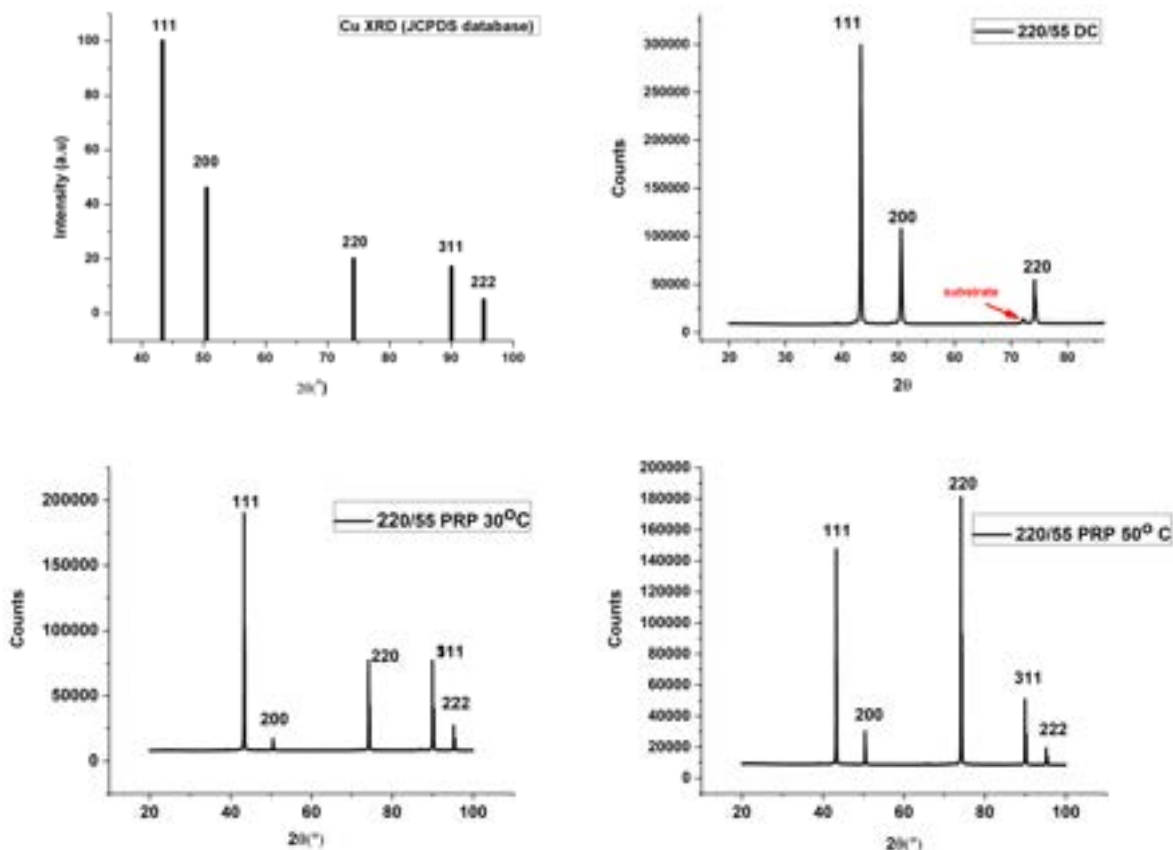 Cu XRD (JCPDS database)
111
200
220
311
222
100
80
60
40
20
0
Intensity (a.u)
40 50 60 70 80 90 100
2θ(°)
220/55 DC
111
200
220
substrate
300000
250000
200000
150000
100000
50000
0
Counts
20 30 40 50 60 70 80
2θ
220/55 PRP 30°C
111
200
220
311
222
200000
150000
100000
50000
0
Counts
20 40 60 80 100
2θ(°)
220/55 PRP 50° C
111
200
220
311
222
200000
180000
160000
140000
120000
100000
80000
60000
40000
20000
0
Counts
20 40 60 80 100
2θ(°)